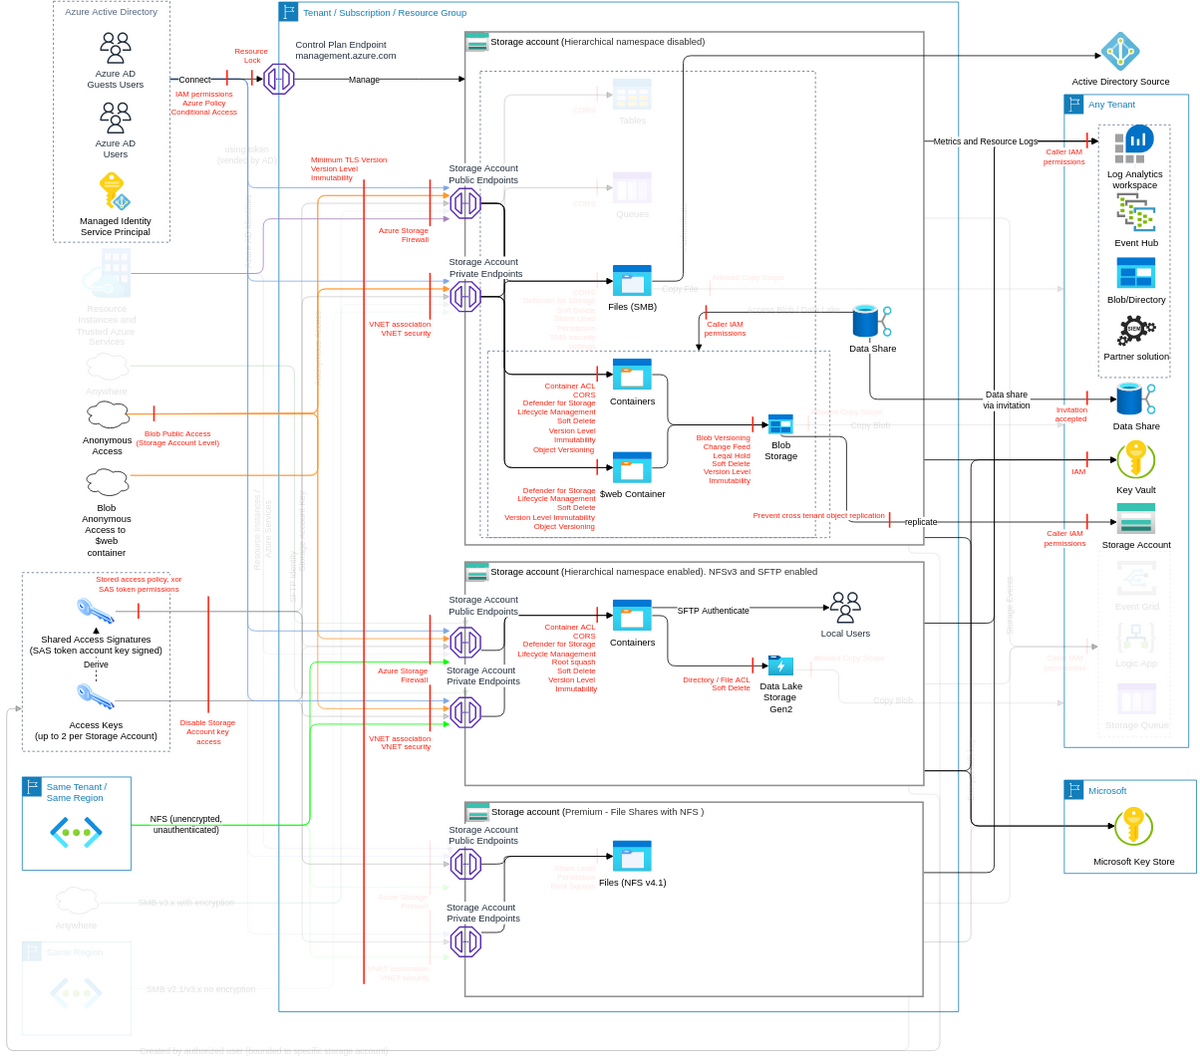 Azure Active Directory
Azure AD
Guests Users
Azure AD
Users
Managed Identity
Service Principal
Connect
IAM permissions
Azure Policy
Conditional Access
Resource
Lock
using token
(vended by AD)
Tenant / Subscription / Resource Group
Control Plan Endpoint
management.azure.com
Manage
Minimum TLS Version
Version Level
Immutability
Resource
Instances and
Trusted Azure
Services
Anywhere
Anonymous
Access
Blob Public Access
(Storage Account Level)
Blob
Anonymous
Access to
$web
container
Stored access policy, xor
SAS token permissions
Shared Access Signatures
(SAS token account key signed)
Derive
Access Keys
(up to 2 per Storage Account)
Disable Storage
Account key
access
Same Tenant /
Same Region
NFS (unencrypted,
unauthenticated)
Anywhere
SMB v3.x with encryption
Same Region
SMB v2.1/v3.x no encryption
Created by authorized user (bounded to specific storage account)
Storage account (Hierarchical namespace disabled)
Tables
CORS
Queues
CORS
Storage Account
Public Endpoints
Azure Storage
Firewall
Storage Account
Private Endpoints
VNET association
VNET security
Files (SMB)
CORS
Defender for Storage
Soft Delete
Share Level
Permission
Copy File
Allowed Copy Scope
Caller IAM
permissions
Data Share
Containers
Container ACL
CORS
Defender for Storage
Lifecycle Management
Soft Delete
Version Level
Immutability
Object Versioning
$web Container
Defender for Storage
Lifecycle Management
Soft Delete
Version Level Immutability
Object Versioning
Blob
Storage
Blob Versioning
Change Feed
Legal Hold
Soft Delete
Version Level
Immutability
Allowed Copy Scope
Copy Blob
Prevent cross tenant object replication
replicate
Storage account (Hierarchical namespace enabled). NFSv3 and SFTP enabled
Storage Account
Public Endpoints
Azure Storage
Firewall
Storage Account
Private Endpoints
VNET association
VNET security
Containers
Container ACL
CORS
Defender for Storage
Lifecycle Management
Root squash
Soft Delete
Version Level
Immutability
SFTP Authenticate
Local Users
Directory / File ACL
Soft Delete
Data Lake
Storage
Gen2
Allowed Copy Scope
Copy Blob
Storage account (Premium - File Shares with NFS )
Storage Account
Public Endpoints
Azure Storage
Firewall
Storage Account
Private Endpoints
VNET association
VNET security
Files (NFS v4.1)
Share Level
Permission
Root Squash
Active Directory Source
Any Tenant
Metrics and Resource Logs
Caller IAM
permissions
Log Analytics
workspace
Event Hub
Blob/Directory
SIEM
Partner solution
Data share
via invitation
Invitation
accepted
Data Share
IAM
Key Vault
Caller IAM
permissions
Storage Account
Event Grid
Logic App
Caller IAM
permissions
Storage Queue
Microsoft
Microsoft Key Store